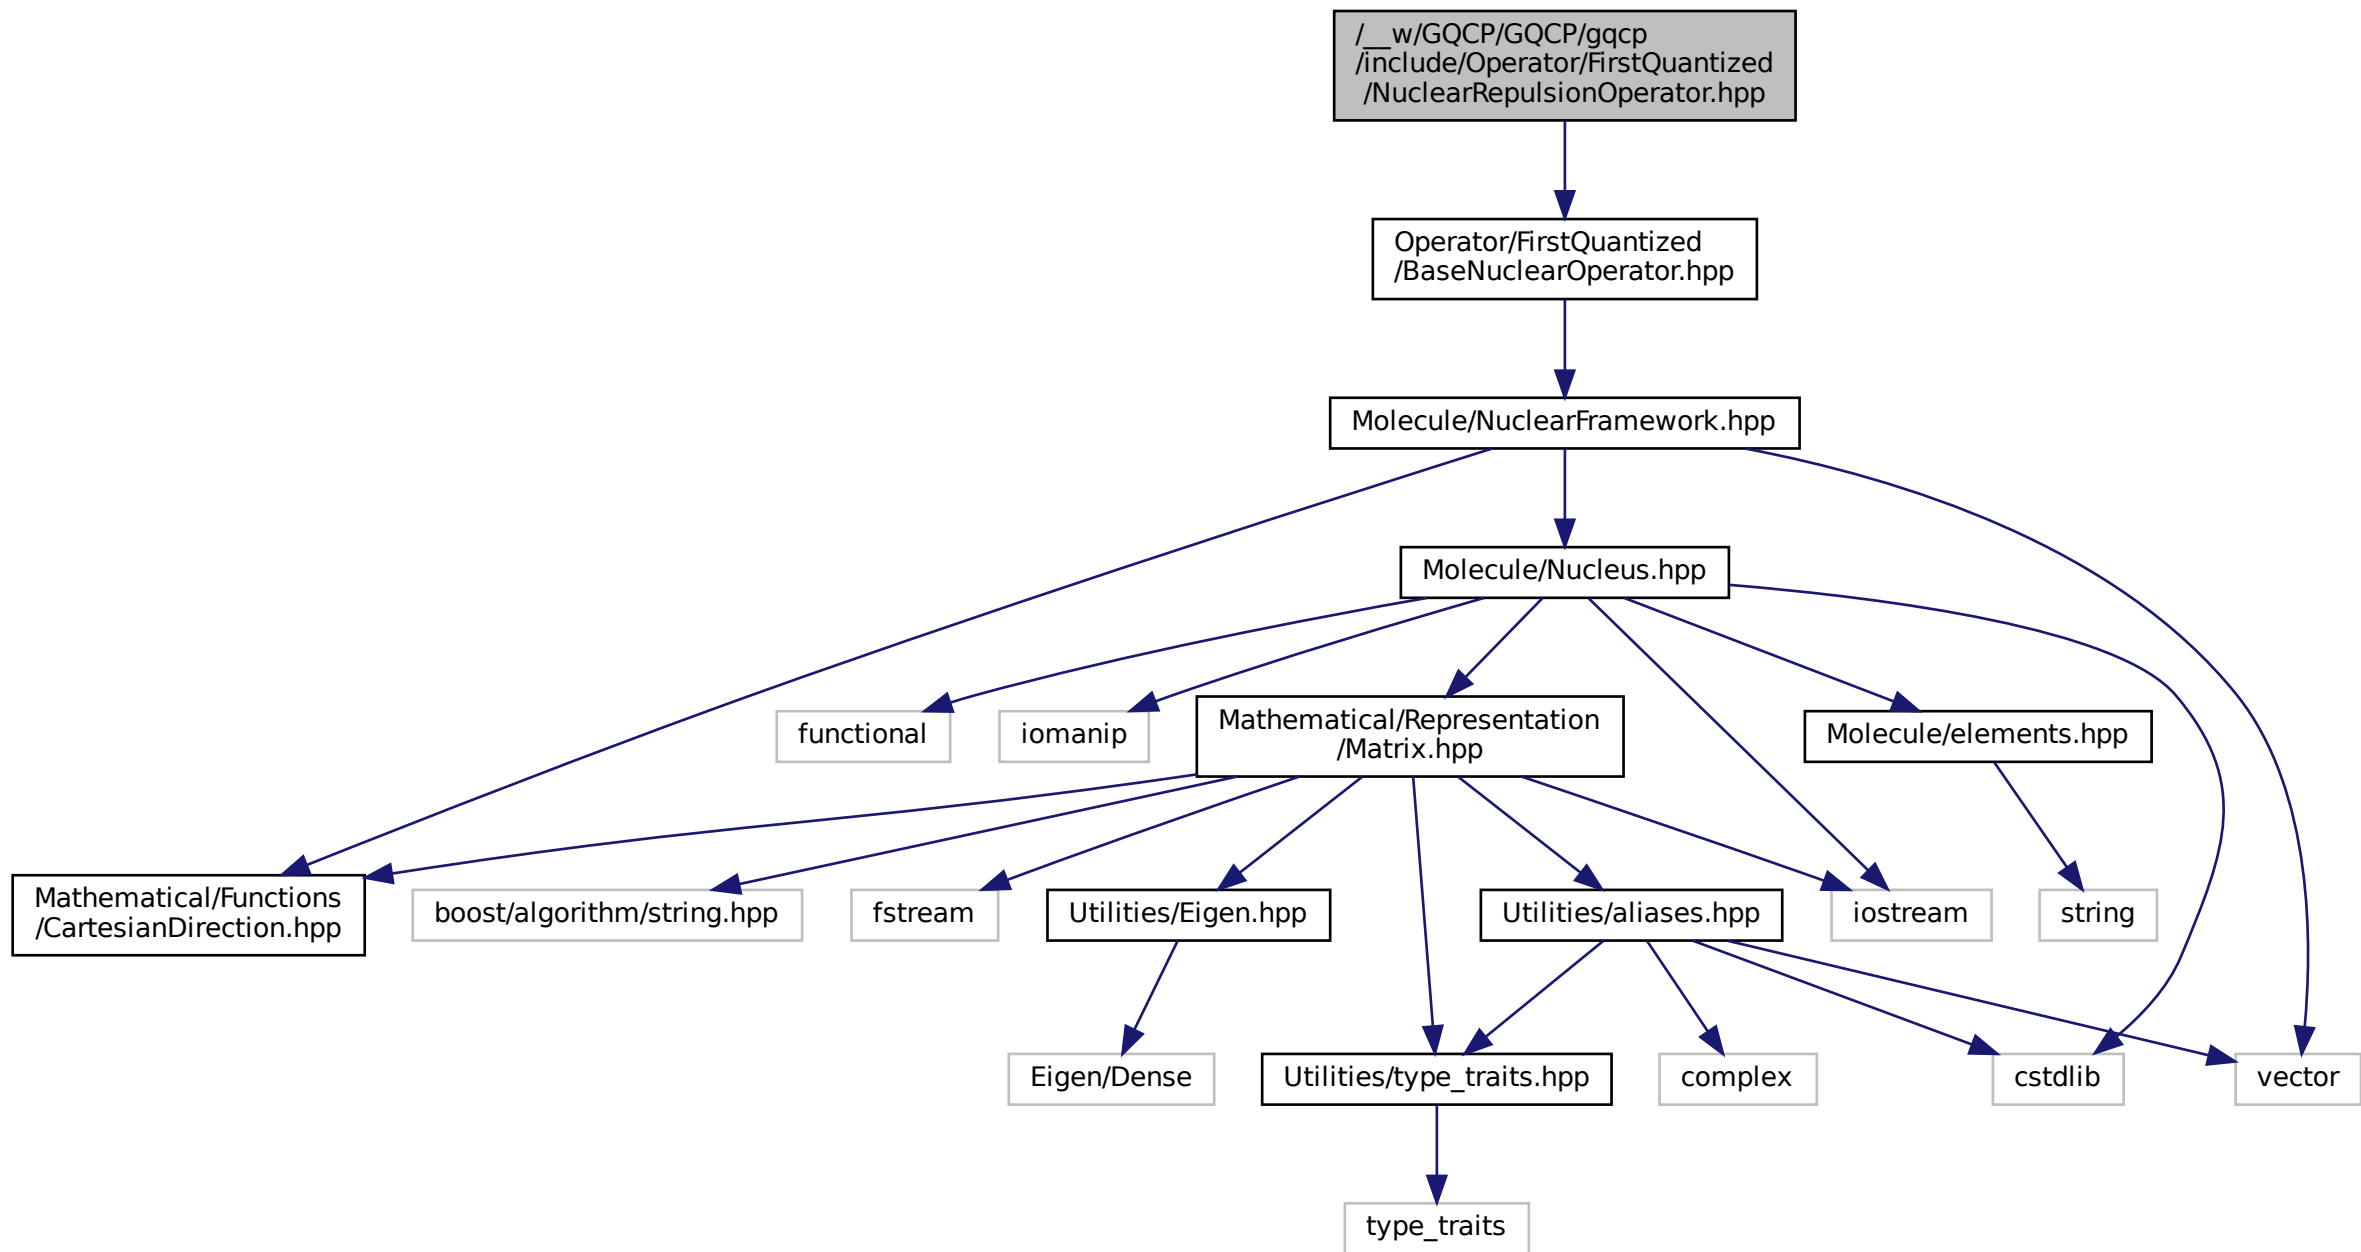 /__w/GQCP/GQCP/gqcp
/include/Operator/FirstQuantized
/NuclearRepulsionOperator.hpp
Operator/FirstQuantized
/BaseNuclearOperator.hpp
Molecule/NuclearFramework.hpp
Molecule/Nucleus.hpp
functional
iomanip
Mathematical/Representation
/Matrix.hpp
Molecule/elements.hpp
Mathematical/Functions
/CartesianDirection.hpp
boost/algorithm/string.hpp
fstream
Utilities/Eigen.hpp
Utilities/aliases.hpp
iostream
string
Eigen/Dense
Utilities/type_traits.hpp
complex
cstdlib
vector
type_traits